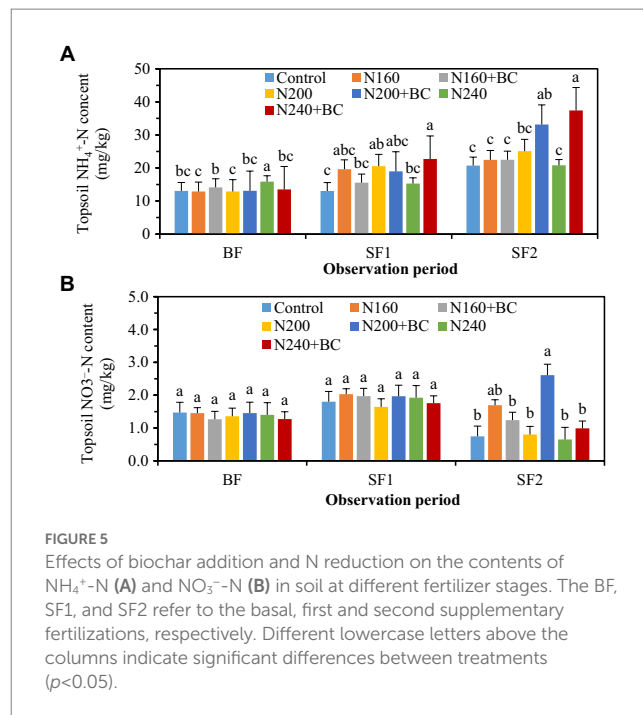 A
Topsoil NH₄⁺-N concent
(mg/kg)
50
40
30
20
10
0
Control N160 N160+BC
N200 N200+BC N240
N240+BC
bc c b c bc a bc
c abc bc a abc bc a
c c c bc ab c a
BF SF1 SF2
Observation period
B
Topsoil NO3⁻-N content
(mg/kg)
5.0
4.0
3.0
2.0
1.0
0.0
Control N160 N160+BC
N200 N200+BC N240
N240+BC
a a a a a a a
a a a a a a a
b ab b b a b b
BF SF1 SF2
Observation period
FIGURE 5
Effects of biochar addition and N reduction on the contents of
NH₄⁺-N (A) and NO₃⁻-N (B) in soil at different fertilizer stages. The BF,
SF1, and SF2 refer to the basal, first and second supplementary
fertilizations, respectively. Different lowercase letters above the
columns indicate significant differences between treatments
(p<0.05).